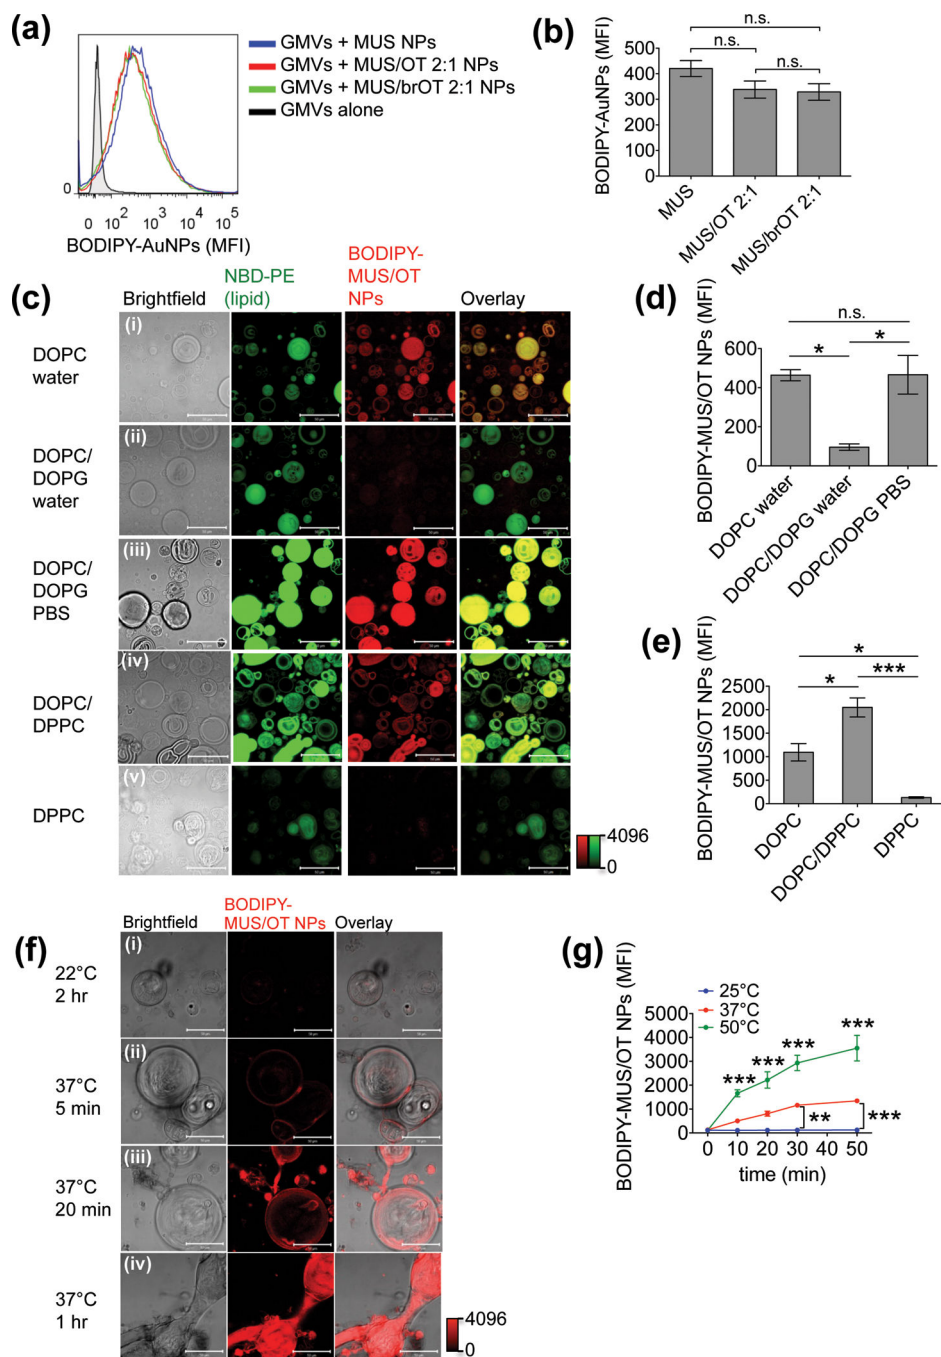 (a)
GMVs + MUS NPs
GMVs + MUS/OT 2:1 NPs
GMVs + MUS/brOT 2:1 NPs
GMVs alone
0
0 10² 10³ 10⁴ 10⁵
BODIPY-AuNPs (MFI)
(b)
BODIPY-AuNPs (MFI)
500
400
300
200
100
0
n.s.
n.s.
n.s.
MUS
MUS/OT 2:1
MUS/brOT 2:1
(c)
Brightfield
NBD-PE
(lipid)
BODIPY-
MUS/OT
NPs
Overlay
(i)
DOPC
water
(ii)
DOPC/
DOPG
water
(iii)
DOPC/
DOPG
PBS
(iv)
DOPC/
DPPC
(v)
DPPC
4096
0
(d)
BODIPY-MUS/OT NPs (MFI)
600
400
200
0
n.s.
*
*
DOPC water
DOPC/DOPG water
DOPC/DOPG PBS
(e)
BODIPY-MUS/OT NPs (MFI)
2500
2000
1500
1000
500
0
*
*
***
DOPC
DOPC/DPPC
DPPC
(f)
Brightfield
BODIPY-
MUS/OT NPs
Overlay
(i)
22°C
2 hr
(ii)
37°C
5 min
(iii)
37°C
20 min
(iv)
37°C
1 hr
4096
0
(g)
BODIPY-MUS/OT NPs (MFI)
25°C
37°C
50°C
5000
4000
3000
2000
1000
0
***
***
***
***
**
***
0 10 20 30 40 50
time (min)